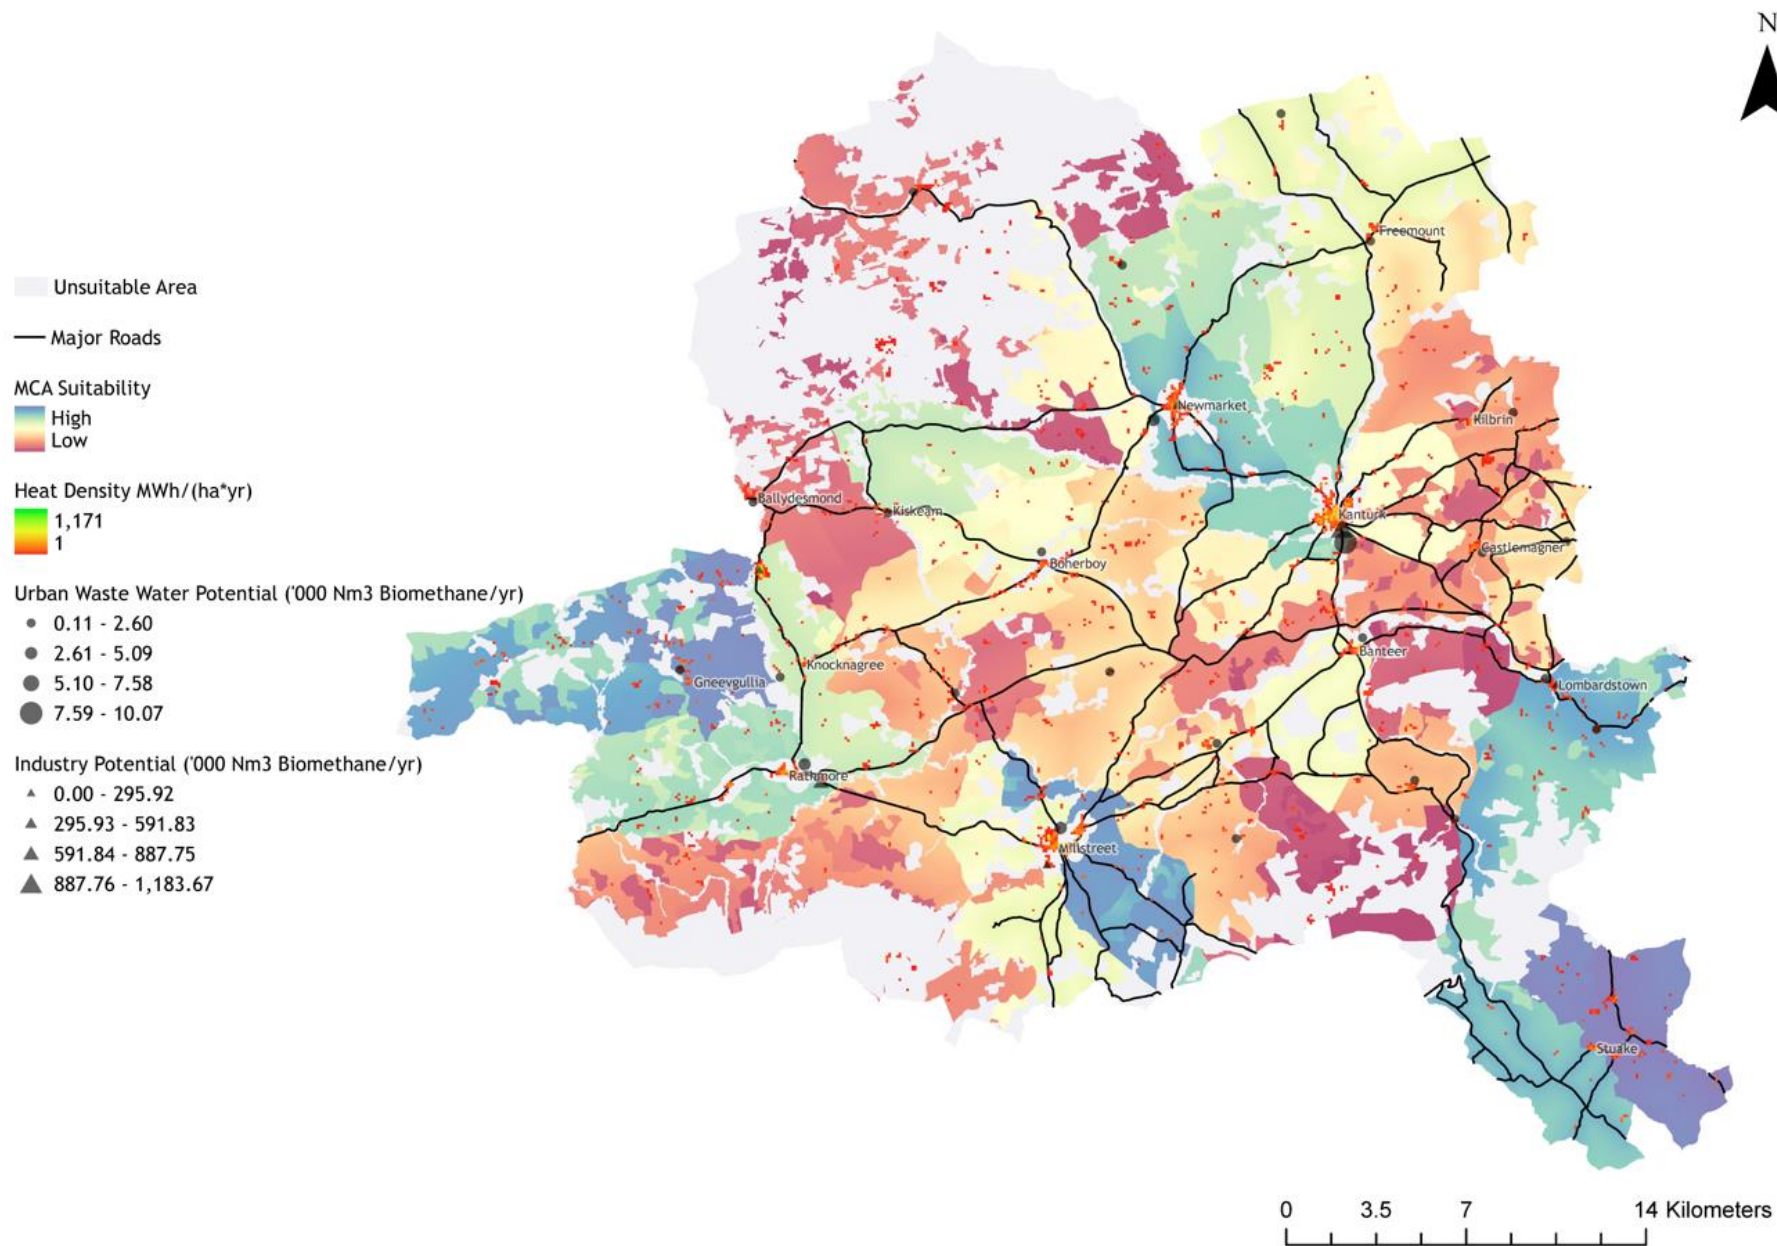 N
Unsuitable Area
Major Roads
MCA Suitability
High
Low
Heat Density MWh/(ha*yr)
1,171
1
Urban Waste Water Potential ('000 Nm3 Biomethane/yr)
0.11 - 2.60
2.61 - 5.09
5.10 - 7.58
7.59 - 10.07
Industry Potential ('000 Nm3 Biomethane/yr)
0.00 - 295.92
295.93 - 591.83
591.84 - 887.75
887.76 - 1,183.67
Freemount
Newmarket
Kilbrin
Ballydesmond
Kiskeam
Kanturk
Castlemagner
Boherboy
Banteer
Knocknagree
Gneevgullia
Lombardstown
Rathmore
Millstreet
Stuake
0 3.5 7 14 Kilometers